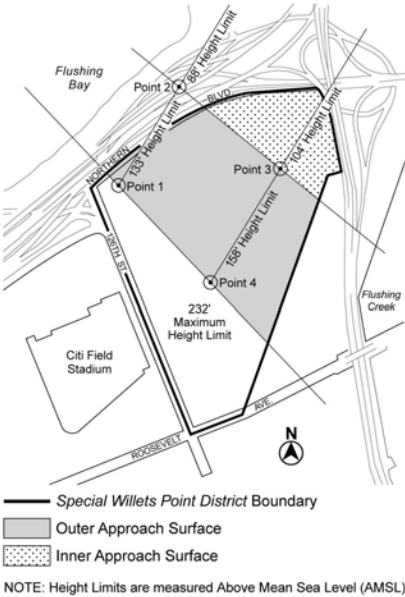 Flushing
Bay
Point 2
88' Height Limit
BLVD
NORTHERN
133' Height Limit
Point 1
Point 3
104' Height Limit
158' Height Limit
Point 4
126TH ST
232'
Maximum
Height Limit
Flushing
Creek
Citi Field
Stadium
ROOSEVELT
AVE.
N
Special Willets Point District Boundary
Outer Approach Surface
Inner Approach Surface
NOTE: Height Limits are measured Above Mean Sea Level (AMSL)